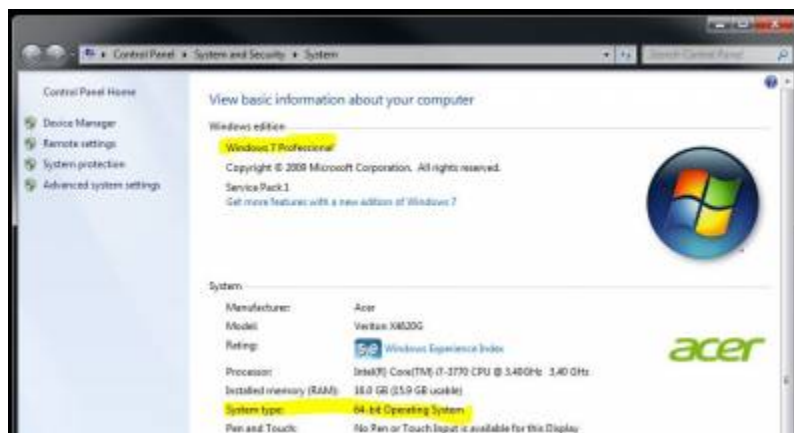 Control Panel ▸ System and Security ▸ System
Search Control Panel
Control Panel Home
Device Manager
Remote settings
System protection
Advanced system settings
View basic information about your computer
Windows edition
Windows 7 Professional
Copyright © 2009 Microsoft Corporation. All rights reserved.
Service Pack 1
Get more features with a new edition of Windows 7
System
Manufacturer: Acer
Model: Veriton X4620G
Rating: 5,9 Windows Experience Index
Processor: Intel(R) Core(TM) i7-3770 CPU @ 3.40GHz 3.40 GHz
Installed memory (RAM): 16.0 GB (15.9 GB usable)
System type: 64-bit Operating System
Pen and Touch: No Pen or Touch Input is available for this Display
acer